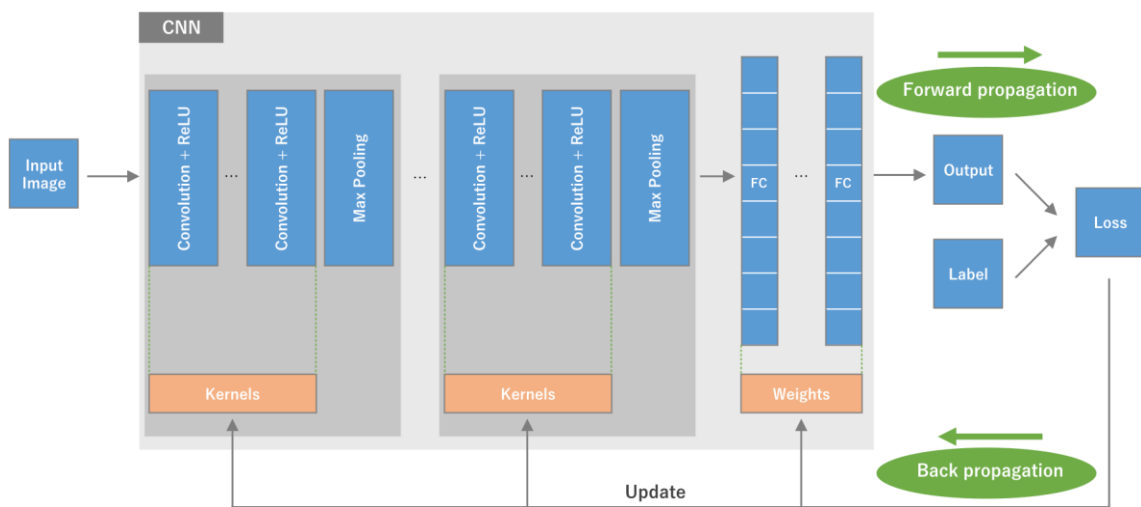 CNN
Forward propagation
Input
Image
Convolution + ReLU
...
Convolution + ReLU
Max Pooling
...
Convolution + ReLU
...
Convolution + ReLU
Max Pooling
FC
...
FC
Output
Label
Loss
Kernels
Kernels
Weights
Back propagation
Update